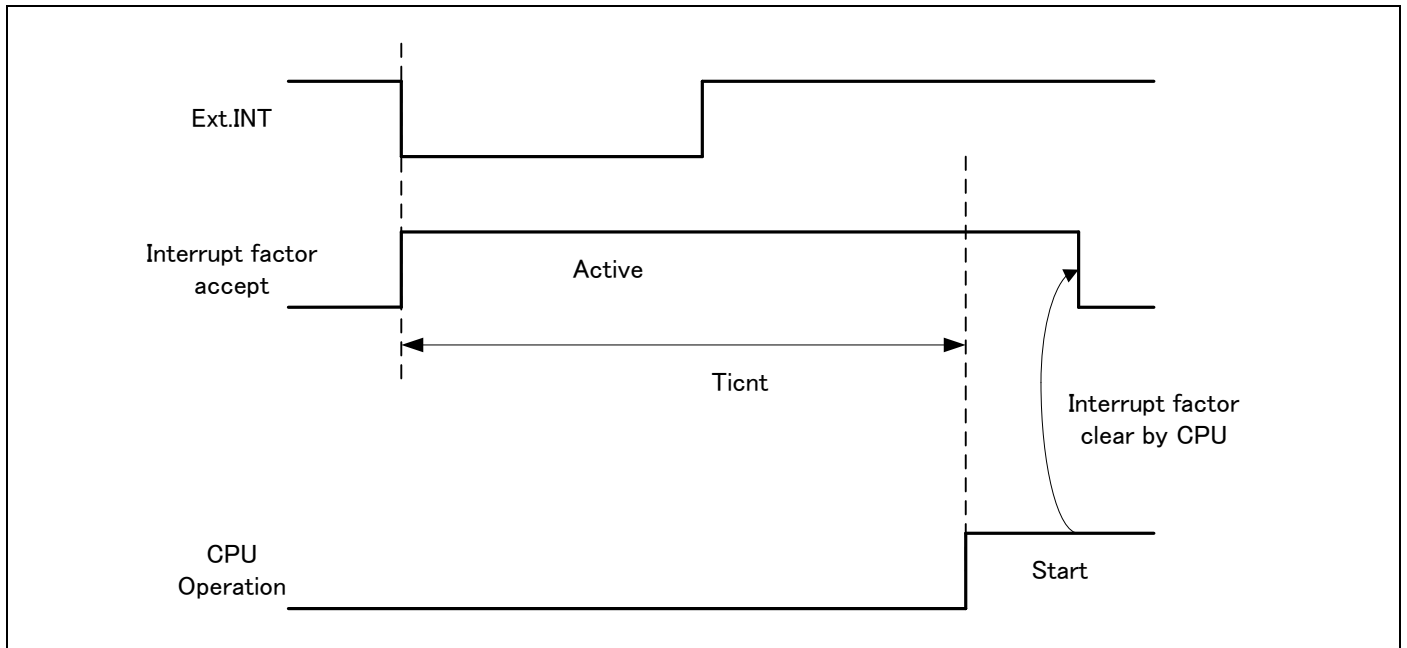 Ext.INT
Interrupt factor
accept
Active
Ticnt
Interrupt factor
clear by CPU
CPU
Operation
Start